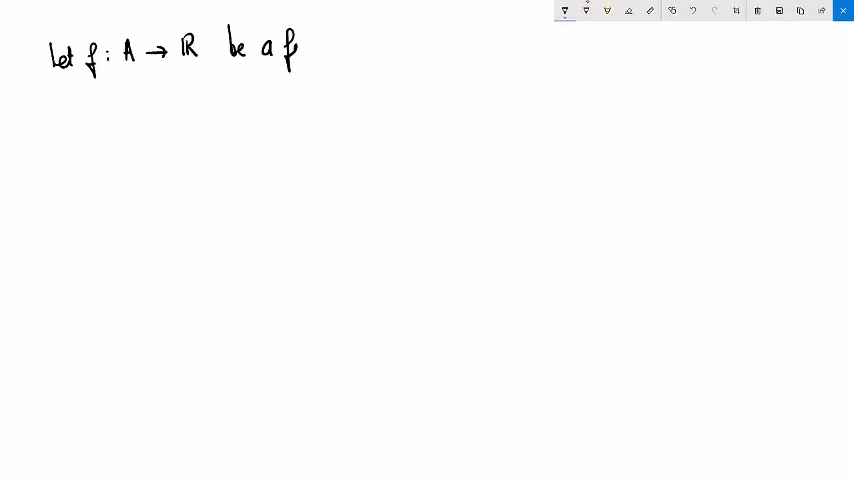 Let f : A → ℝ be a f